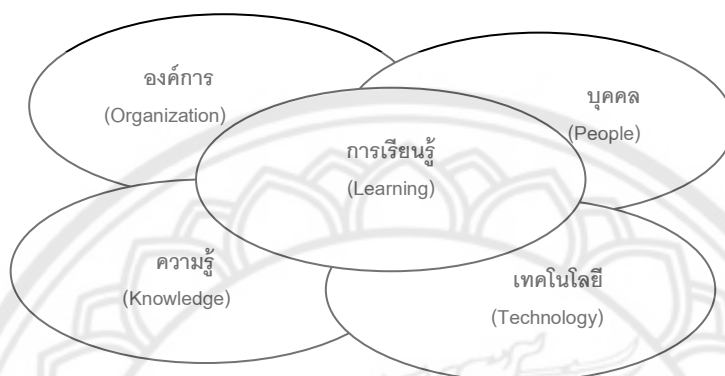 องค์การ
(Organization)
บุคคล
(People)
การเรียนรู้
(Learning)
ความรู้
(Knowledge)
เทคโนโลยี
(Technology)